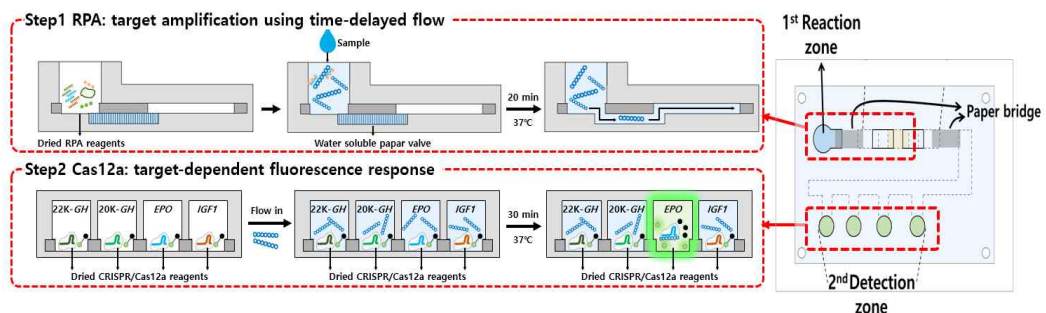 Step1 RPA: target amplification using time-delayed flow
Sample
20 min
37℃
Dried RPA reagents
Water soluble papar valve
Step2 Cas12a: target-dependent fluorescence response
22K-GH 20K-GH EPO IGF1
Flow in
22K-GH 20K-GH EPO IGF1
30 min
37℃
22K-GH 20K-GH EPO IGF1
Dried CRISPR/Cas12a reagents
Dried CRISPR/Cas12a reagents
Dried CRISPR/Cas12a reagents
1st Reaction
zone
Paper bridge
2nd Detection
zone